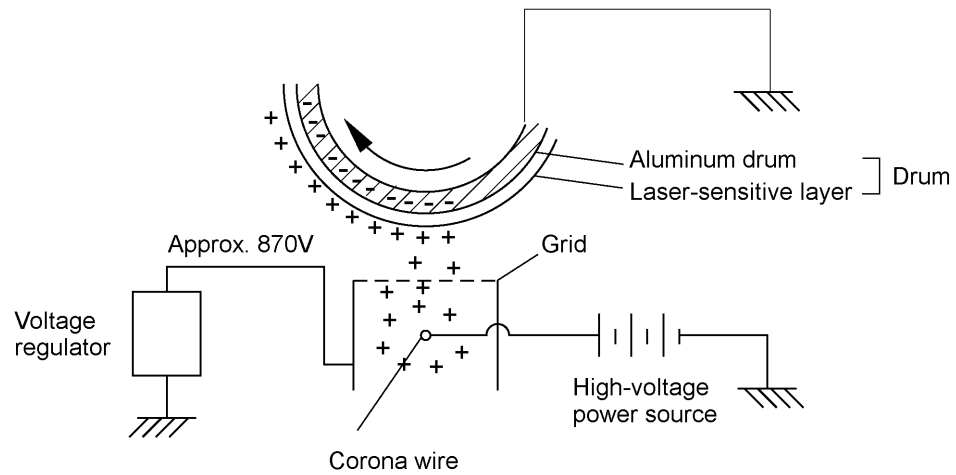 Aluminum drum
Laser-sensitive layer
Drum
Approx. 870V
Grid
Voltage
regulator
High-voltage
power source
Corona wire